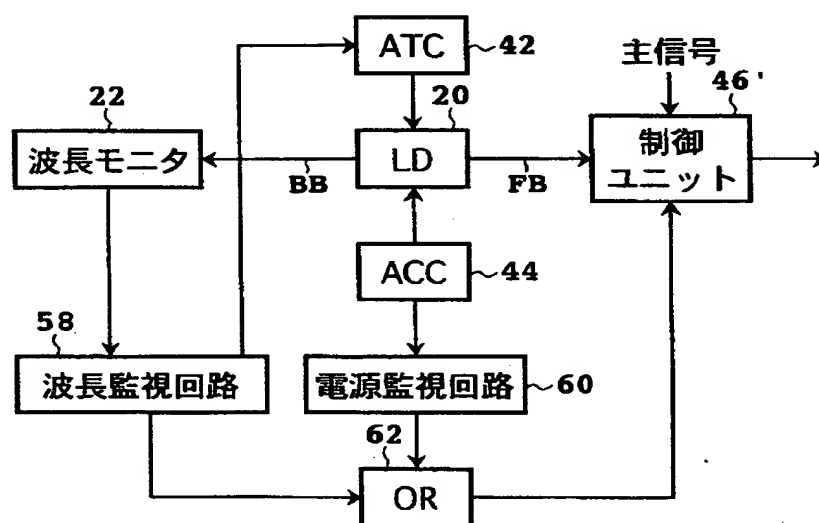 ATC
42
主信号
22
20
46'
波長モニタ
BB
LD
FB
制御
ユニット
ACC
44
58
波長監視回路
電源監視回路
60
62
OR